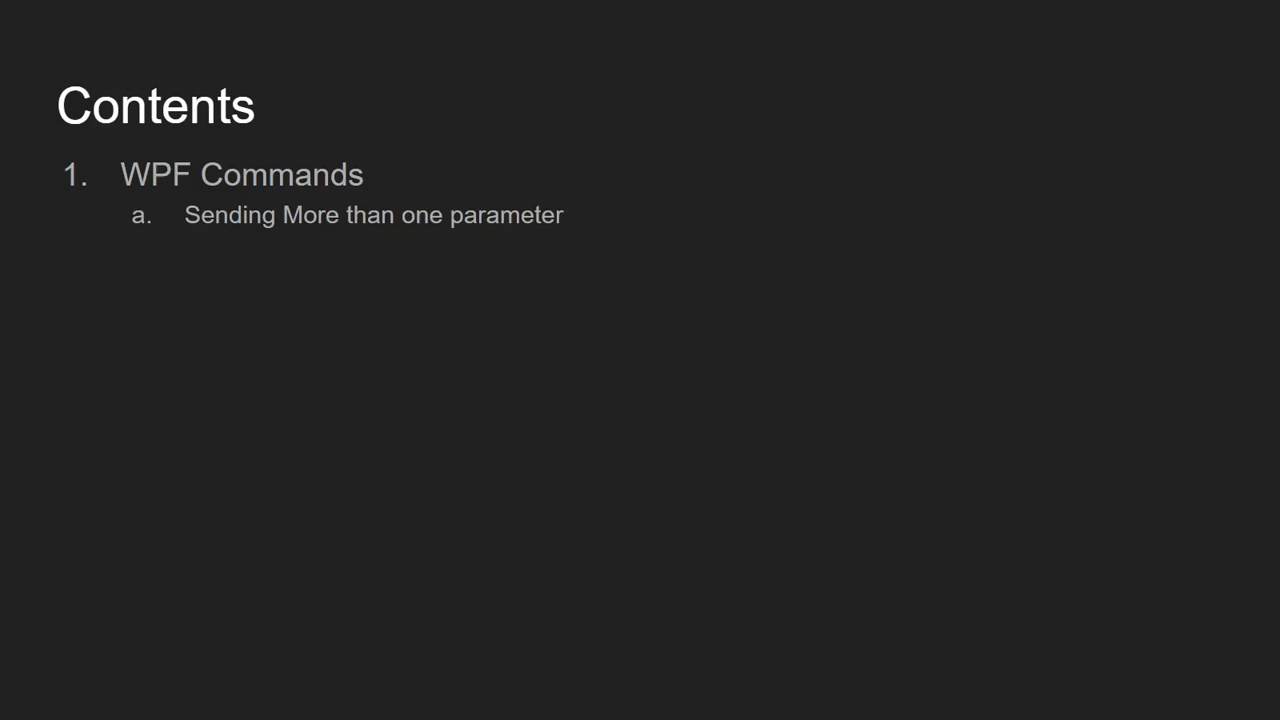 Contents
1. WPF Commands
a. Sending More than one parameter